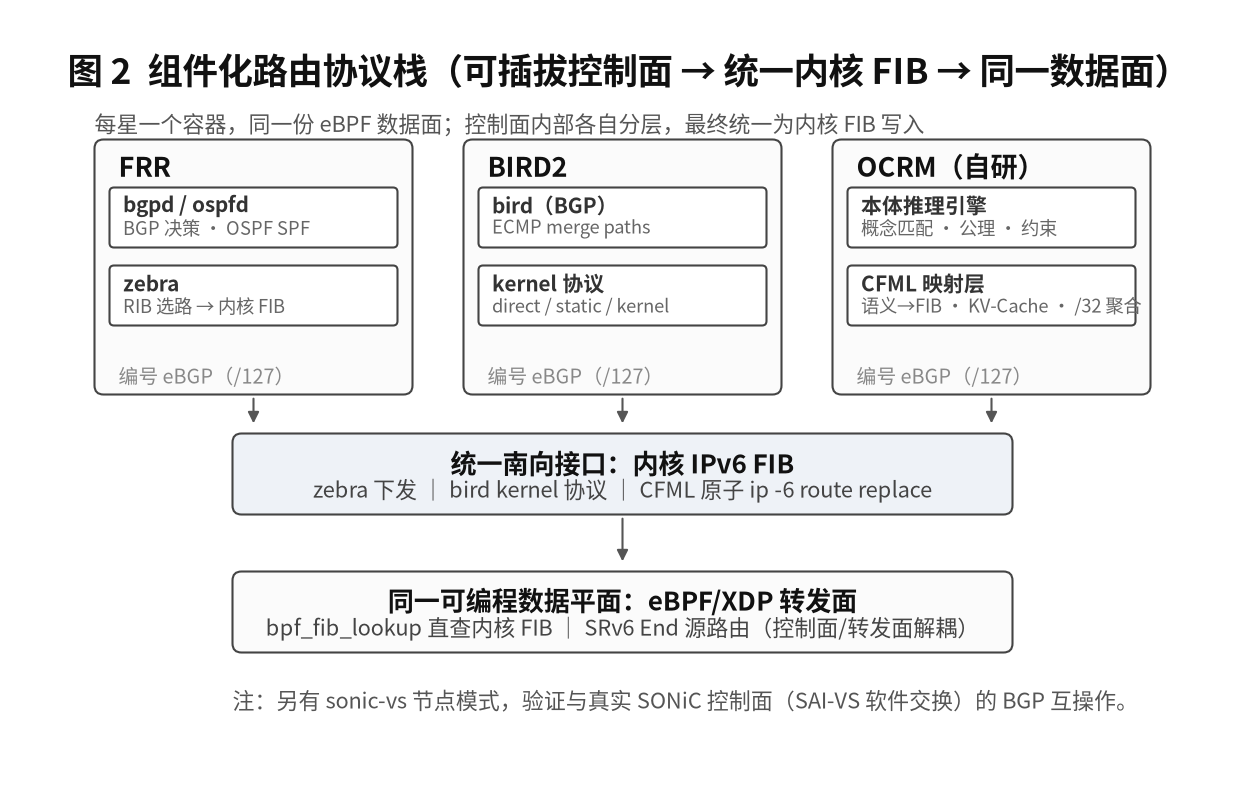 图 2 组件化路由协议栈（可插拔控制面 → 统一内核 FIB → 同一数据面）
每星一个容器，同一份 eBPF 数据面；控制面内部各自分层，最终统一为内核 FIB 写入
FRR
bgpd / ospfd
BGP 决策 · OSPF SPF
zebra
RIB 选路 → 内核 FIB
编号 eBGP（/127）
BIRD2
bird（BGP）
ECMP merge paths
kernel 协议
direct / static / kernel
编号 eBGP（/127）
OCRM（自研）
本体推理引擎
概念匹配 · 公理 · 约束
CFML 映射层
语义→FIB · KV-Cache · /32 聚合
编号 eBGP（/127）
统一南向接口：内核 IPv6 FIB
zebra 下发 ｜ bird kernel 协议 ｜ CFML 原子 ip -6 route replace
同一可编程数据平面：eBPF/XDP 转发面
bpf_fib_lookup 直查内核 FIB ｜ SRv6 End 源路由（控制面/转发面解耦）
注：另有 sonic-vs 节点模式，验证与真实 SONiC 控制面（SAI-VS 软件交换）的 BGP 互操作。